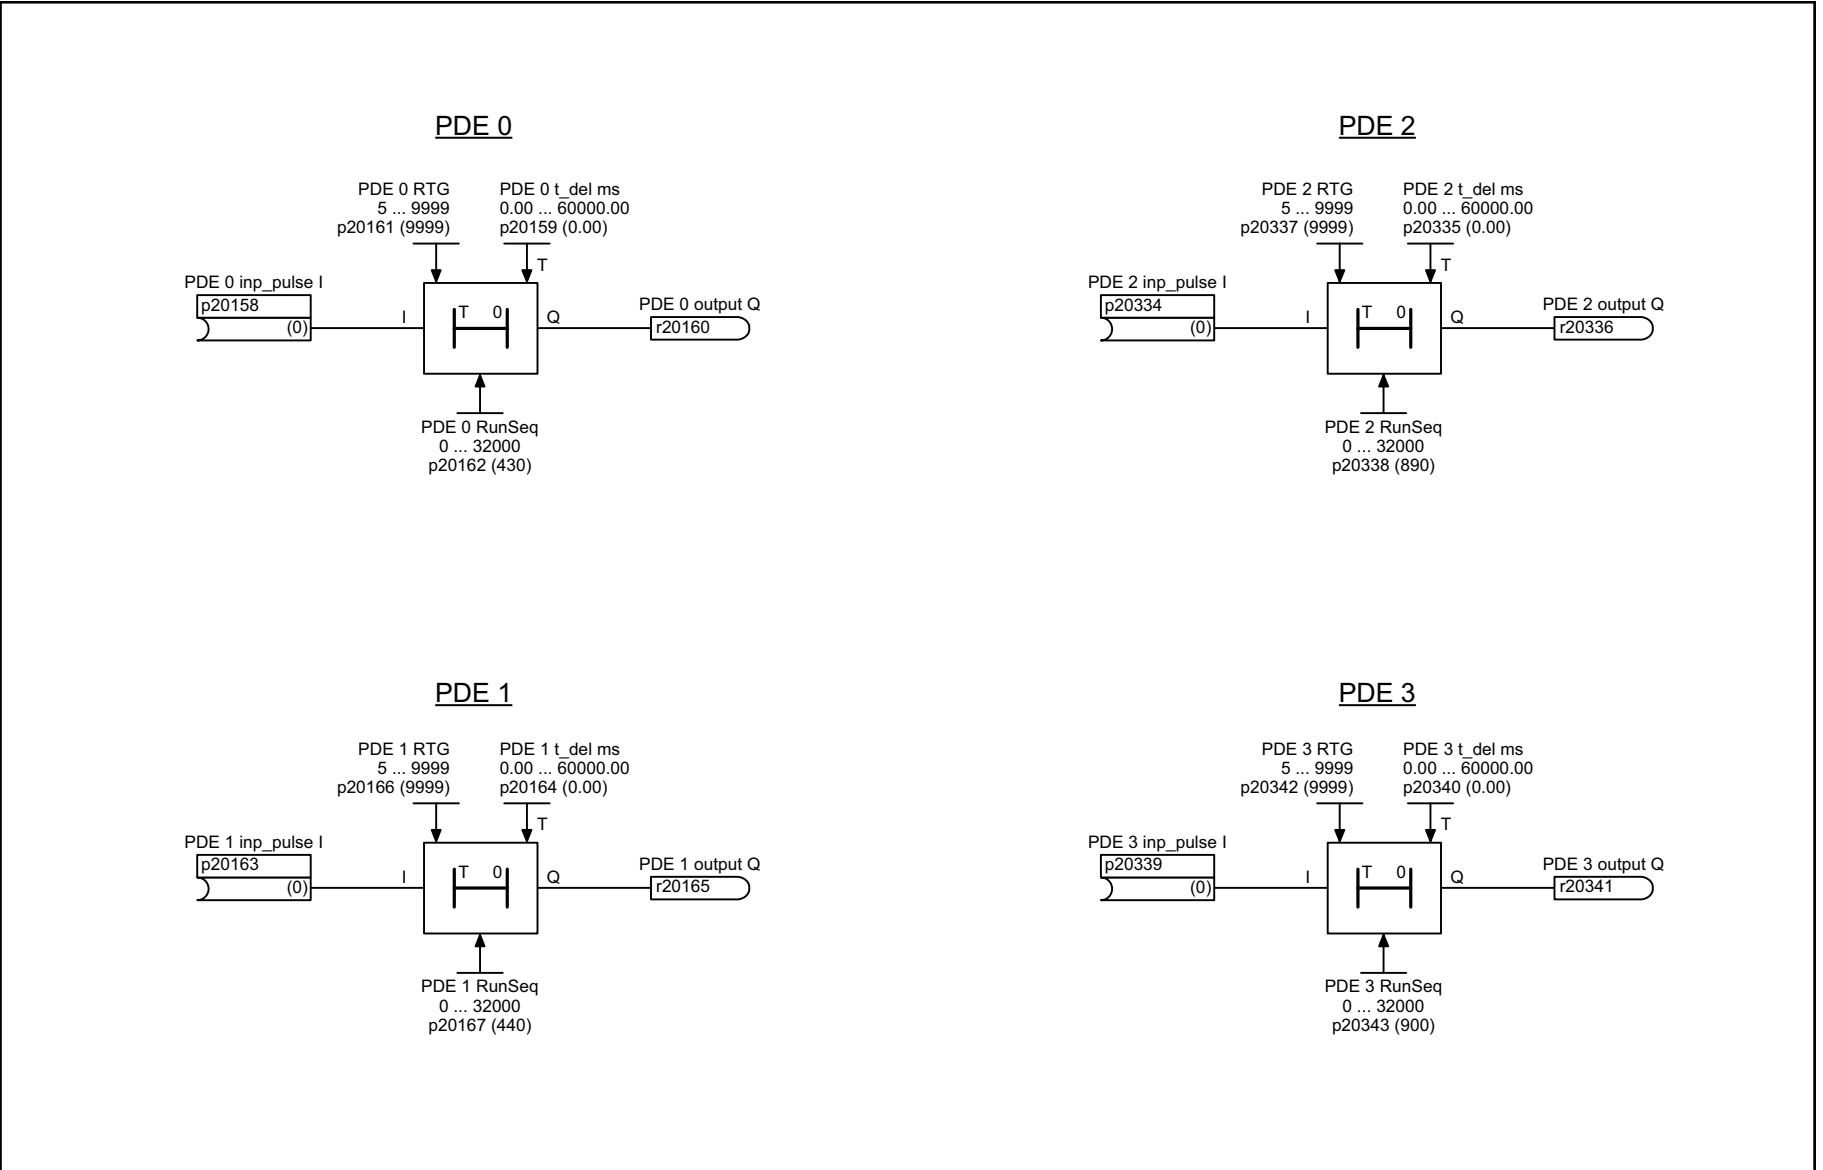 PDE 0
PDE 0 RTG
5 ... 9999
p20161 (9999)
PDE 0 t_del ms
0.00 ... 60000.00
p20159 (0.00)
T
PDE 0 inp_pulse I
p20158
(0)
I
T 0
Q
PDE 0 output Q
r20160
PDE 0 RunSeq
0 ... 32000
p20162 (430)
PDE 2
PDE 2 RTG
5 ... 9999
p20337 (9999)
PDE 2 t_del ms
0.00 ... 60000.00
p20335 (0.00)
T
PDE 2 inp_pulse I
p20334
(0)
I
T 0
Q
PDE 2 output Q
r20336
PDE 2 RunSeq
0 ... 32000
p20338 (890)
PDE 1
PDE 1 RTG
5 ... 9999
p20166 (9999)
PDE 1 t_del ms
0.00 ... 60000.00
p20164 (0.00)
T
PDE 1 inp_pulse I
p20163
(0)
I
T 0
Q
PDE 1 output Q
r20165
PDE 1 RunSeq
0 ... 32000
p20167 (440)
PDE 3
PDE 3 RTG
5 ... 9999
p20342 (9999)
PDE 3 t_del ms
0.00 ... 60000.00
p20340 (0.00)
T
PDE 3 inp_pulse I
p20339
(0)
I
T 0
Q
PDE 3 output Q
r20341
PDE 3 RunSeq
0 ... 32000
p20343 (900)